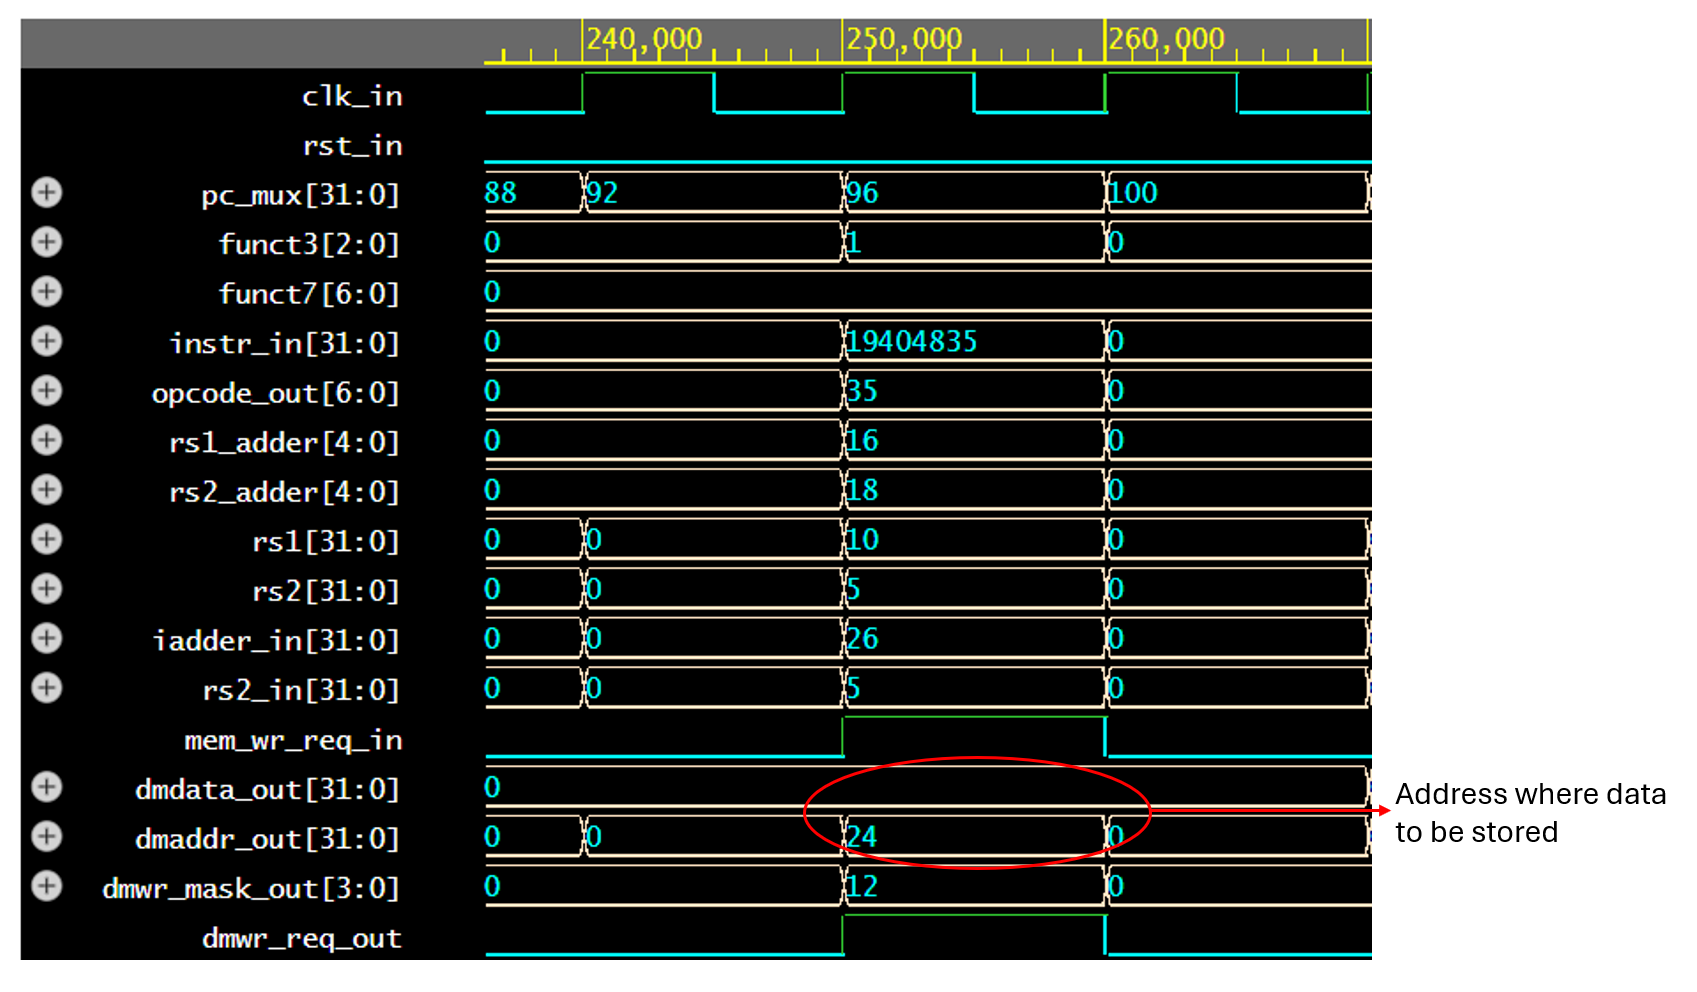 240,000 250,000 260,000
clk_in
rst_in
pc_mux[31:0] 88 92 96 100
funct3[2:0] 0 1 0
funct7[6:0] 0
instr_in[31:0] 0 19404835 0
opcode_out[6:0] 0 35 0
rs1_adder[4:0] 0 16 0
rs2_adder[4:0] 0 18 0
rs1[31:0] 0 0 10 0
rs2[31:0] 0 0 5 0
iadder_in[31:0] 0 0 26 0
rs2_in[31:0] 0 0 5 0
mem_wr_req_in
dmdata_out[31:0] 0
dmaddr_out[31:0] 0 0 24 0
dmwr_mask_out[3:0] 0 12 0
dmwr_req_out
Address where data
to be stored